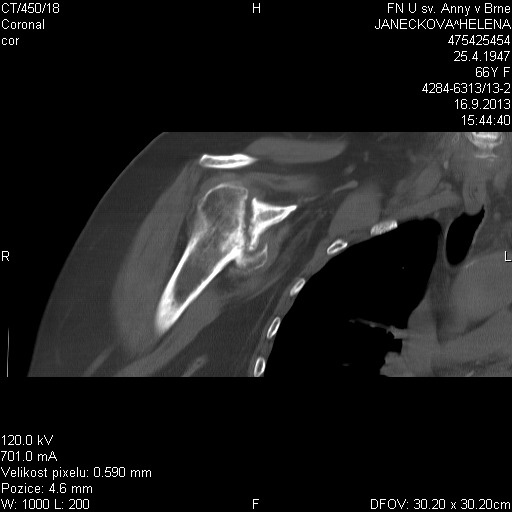 CT/450/18
Coronal
cor
H
FN U sv. Anny v Brne
JANECKOVA^HELENA
475425454
25.4.1947
66Y F
4284-6313/13-2
16.9.2013
15:44:40
R
L
120.0 kV
701.0 mA
Velikost pixelu: 0.590 mm
Pozice: 4.6 mm
W: 1000 L: 200
F
DFOV: 30.20 x 30.20cm